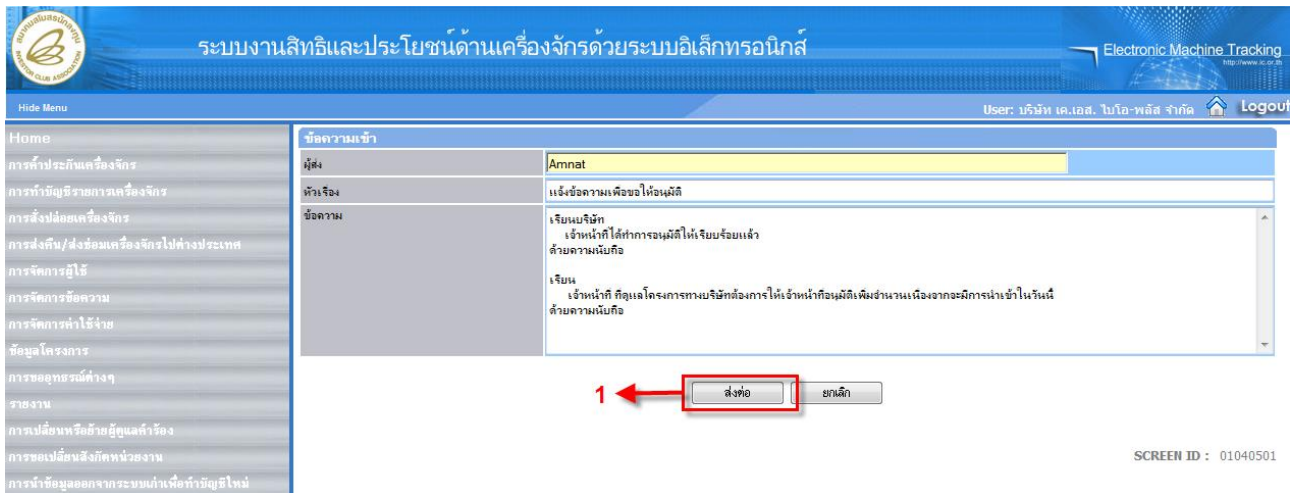 สมาคมสโมสรนักลงทุน
INVESTOR CLUB ASSOCIATION
ระบบงานสิทธิและประโยชน์ด้านเครื่องจักรด้วยระบบอิเล็กทรอนิกส์
Electronic Machine Tracking
http://www.ic.or.th
Hide Menu
User: บริษัท เค.เอส. ไบโอ-พลัส จำกัด
Logout
Home
การค้ำประกันเครื่องจักร
การทำบัญชีรายการเครื่องจักร
การสั่งปล่อยเครื่องจักร
การส่งคืน/ส่งซ่อมเครื่องจักรไปต่างประเทศ
การจัดการผู้ใช้
การจัดการข้อความ
การจัดการค่าใช้จ่าย
ข้อมูลโครงการ
การขออุทธรณ์ต่างๆ
รายงาน
การเปลี่ยนหรือย้ายผู้ดูแลคำร้อง
การขอเปลี่ยนสังกัดหน่วยงาน
การนำข้อมูลออกจากระบบเก่าเพื่อทำบัญชีใหม่
ข้อความเข้า
ผู้ส่ง Amnat
หัวเรื่อง แจ้งข้อความเพื่อขอให้อนุมัติ
ข้อความ
เรียนบริษัท
เจ้าหน้าที่ได้ทำการอนุมัติให้เรียบร้อยแล้ว
ด้วยความนับถือ
เรียน
เจ้าหน้าที่ ที่ดูแลโครงการทางบริษัทต้องการให้เจ้าหน้าที่อนุมัติเพิ่มจำนวนเนื่องจากจะมีการนำเข้าในวันนี้
ด้วยความนับถือ
1
ส่งต่อ ยกเลิก
SCREEN ID : 01040501